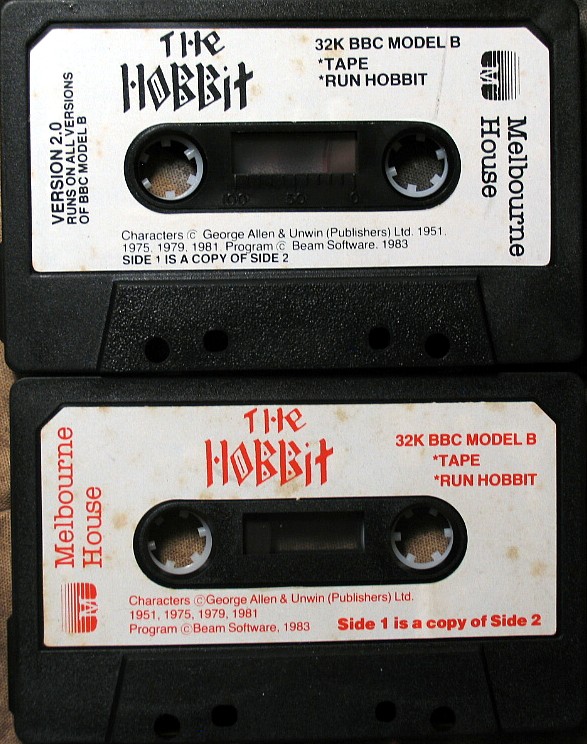 THE
HOBBIT
32K BBC MODEL B
*TAPE
*RUN HOBBIT
VERSION 2.0
RUNS ON ALL VERSIONS
OF BBC MODEL B
Melbourne
House
100 50 0
Characters © George Allen & Unwin (Publishers) Ltd. 1951.
1975, 1979, 1981. Program © Beam Software. 1983
SIDE 1 IS A COPY OF SIDE 2
Melbourne
House
THE
HOBBIT
32K BBC MODEL B
*TAPE
*RUN HOBBIT
Characters ©George Allen & Unwin (Publishers) Ltd.
1951, 1975, 1979, 1981
Program ©Beam Software, 1983
Side 1 is a copy of Side 2